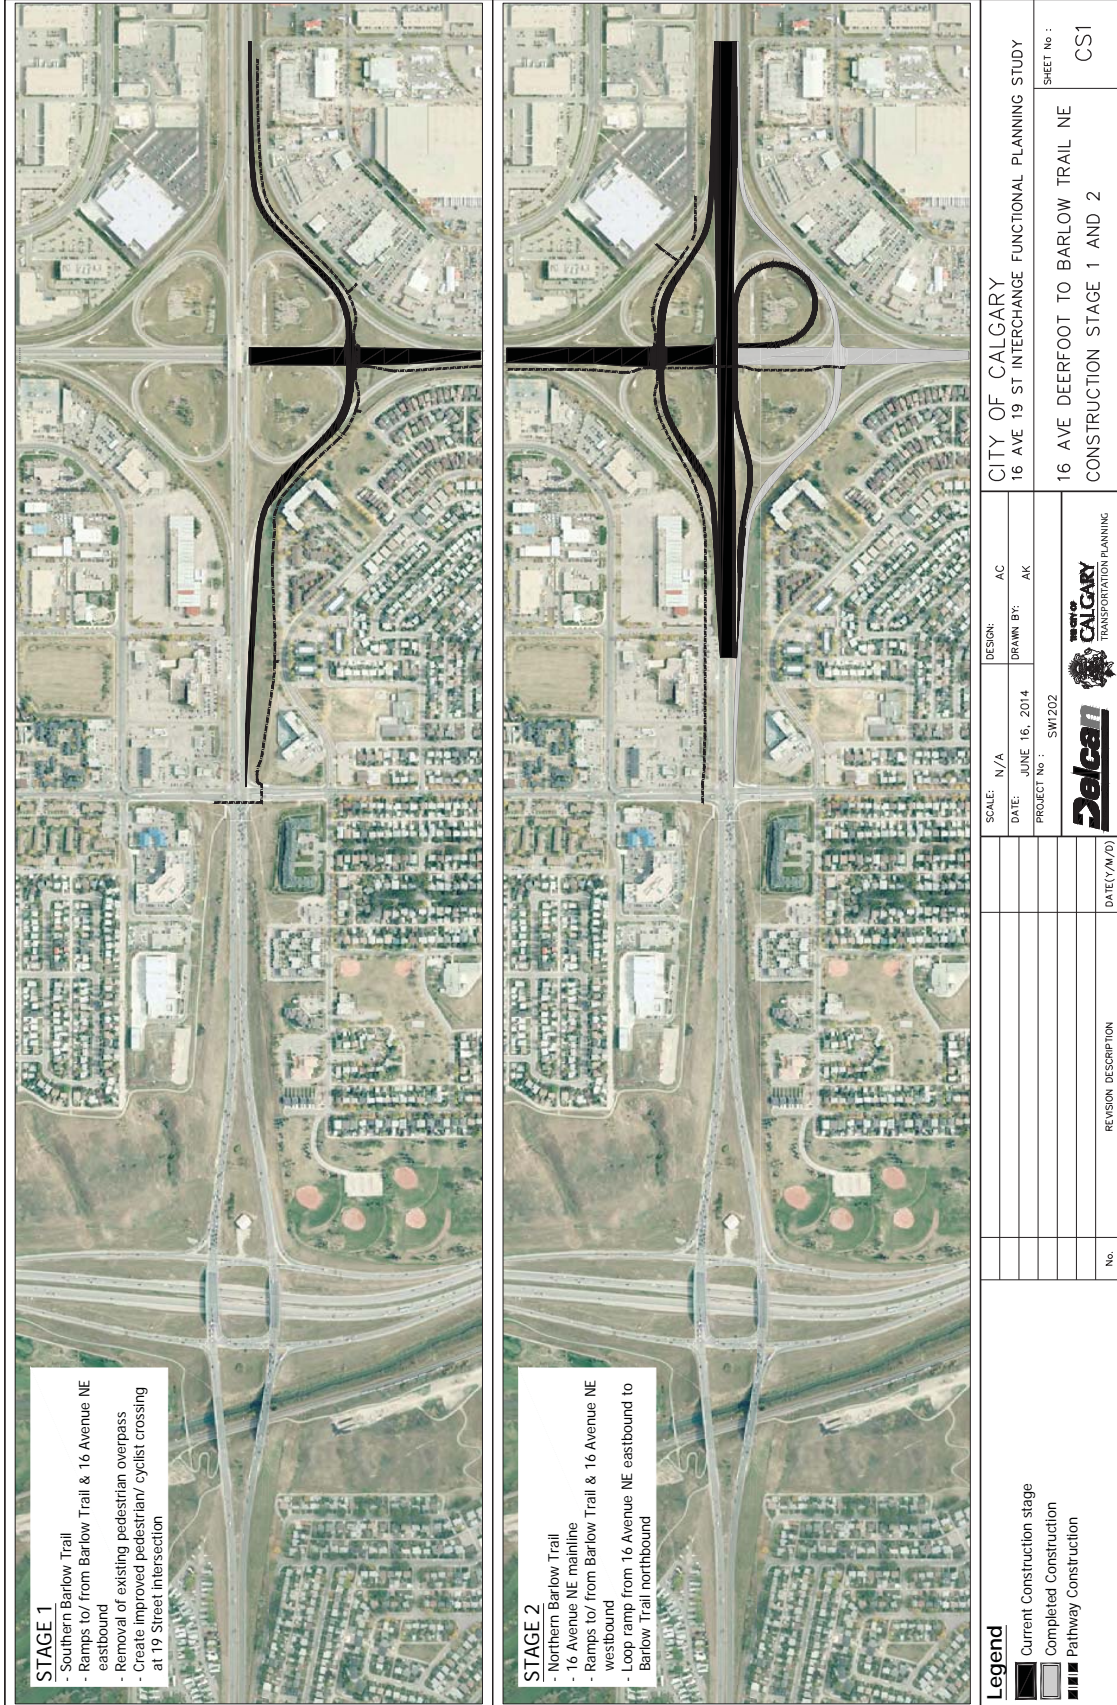 STAGE 1
- Southern Barlow Trail
- Ramps to/ from Barlow Trail & 16 Avenue NE
eastbound
- Removal of existing pedestrian overpass
- Create improved pedestrian/ cyclist crossing
at 19 Street intersection
STAGE 2
- Northern Barlow Trail
- 16 Avenue NE mainline
- Ramps to/ from Barlow Trail & 16 Avenue NE
westbound
- Loop ramp from 16 Avenue NE eastbound to
Barlow Trail northbound
Legend
Current Construction stage
Completed Construction
Pathway Construction
No.
REVISION DESCRIPTION
DATE(Y/M/D)
SCALE: N/A
DESIGN: AC
DATE: JUNE 16, 2014
DRAWN BY: AK
PROJECT No :
SW1202
Delcan
THE CITY OF
CALGARY
TRANSPORTATION PLANNING
CITY OF CALGARY
16 AVE 19 ST INTERCHANGE FUNCTIONAL PLANNING STUDY
16 AVE DEERFOOT TO BARLOW TRAIL NE
CONSTRUCTION STAGE 1 AND 2
SHEET No :
CS1